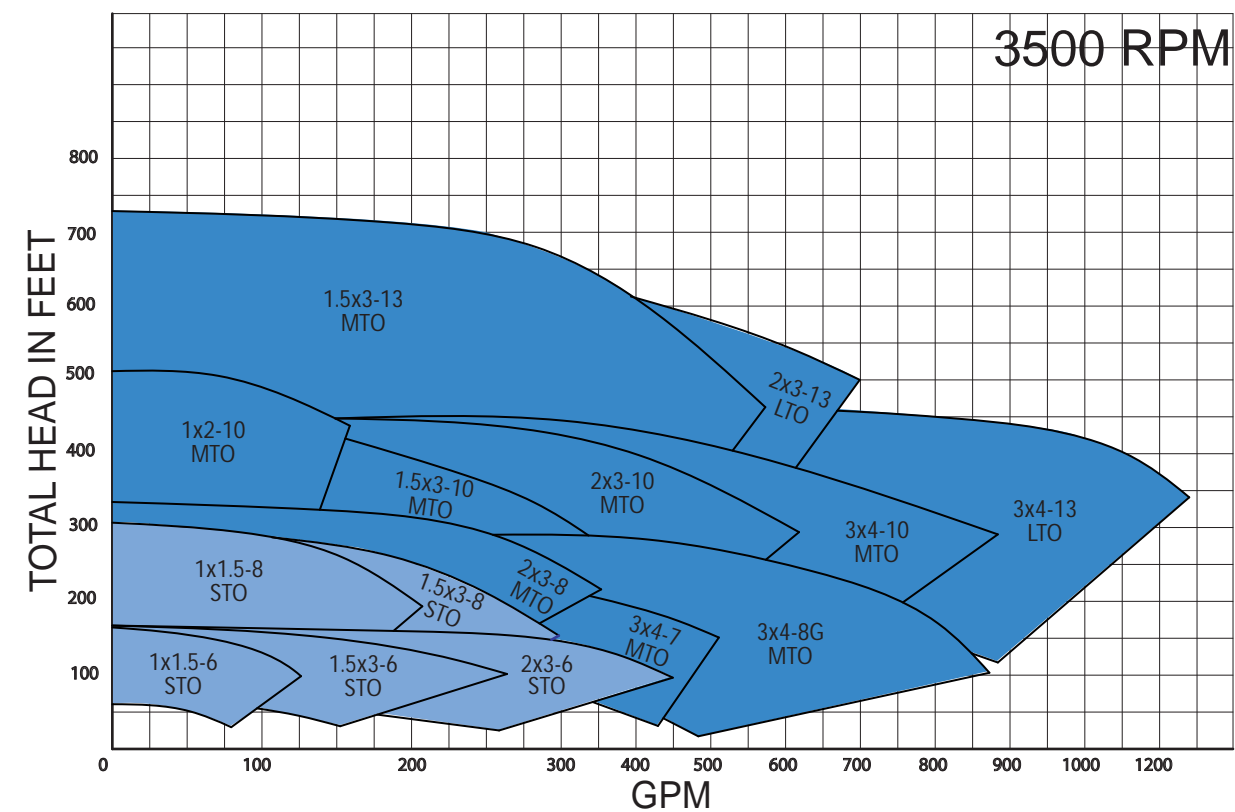 3500 RPM
TOTAL HEAD IN FEET
800
700
600
500
400
300
200
100
1.5x3-13
MTO
2x3-13
LTO
1x2-10
MTO
1.5x3-10
MTO
2x3-10
MTO
3x4-10
MTO
3x4-13
LTO
1x1.5-8
STO
1.5x3-8
STO
2x3-8
MTO
3x4-7
MTO
3x4-8G
MTO
1x1.5-6
STO
1.5x3-6
STO
2x3-6
STO
0 100 200 300 400 500 600 700 800 900 1000 1200
GPM